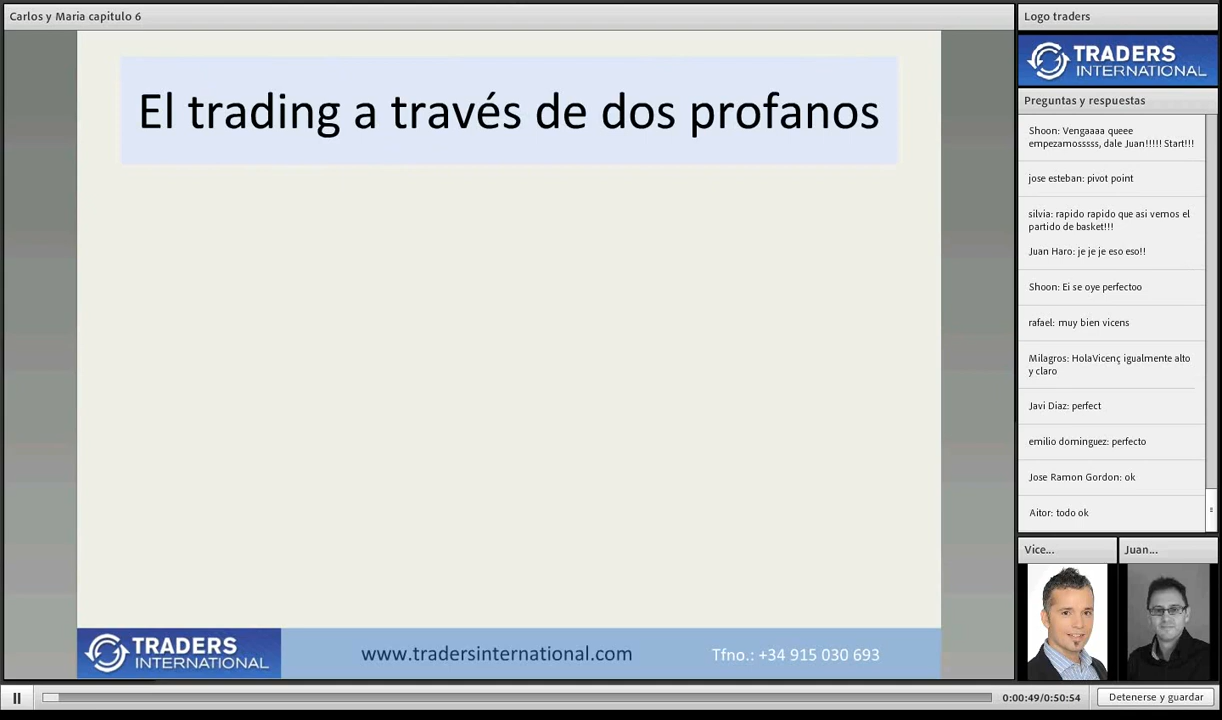 Carlos y Maria capitulo 6
El trading a través de dos profanos
TRADERS
INTERNATIONAL
www.tradersinternational.com
Tfno.: +34 915 030 693
Logo traders
TRADERS
INTERNATIONAL
Preguntas y respuestas
Shoon: Vengaaaa queee
empezamosssss, dale Juan!!!!! Start!!!
jose esteban: pivot point
silvia: rapido rapido que asi vemos el
partido de basket!!!
Juan Haro: je je je eso eso!!
Shoon: Ei se oye perfectoo
rafael: muy bien vicens
Milagros: HolaVicenç igualmente alto
y claro
Javi Diaz: perfect
emilio dominguez: perfecto
Jose Ramon Gordon: ok
Aitor: todo ok
Vice...
Juan...
0:00:49/0:50:54
Detenerse y guardar